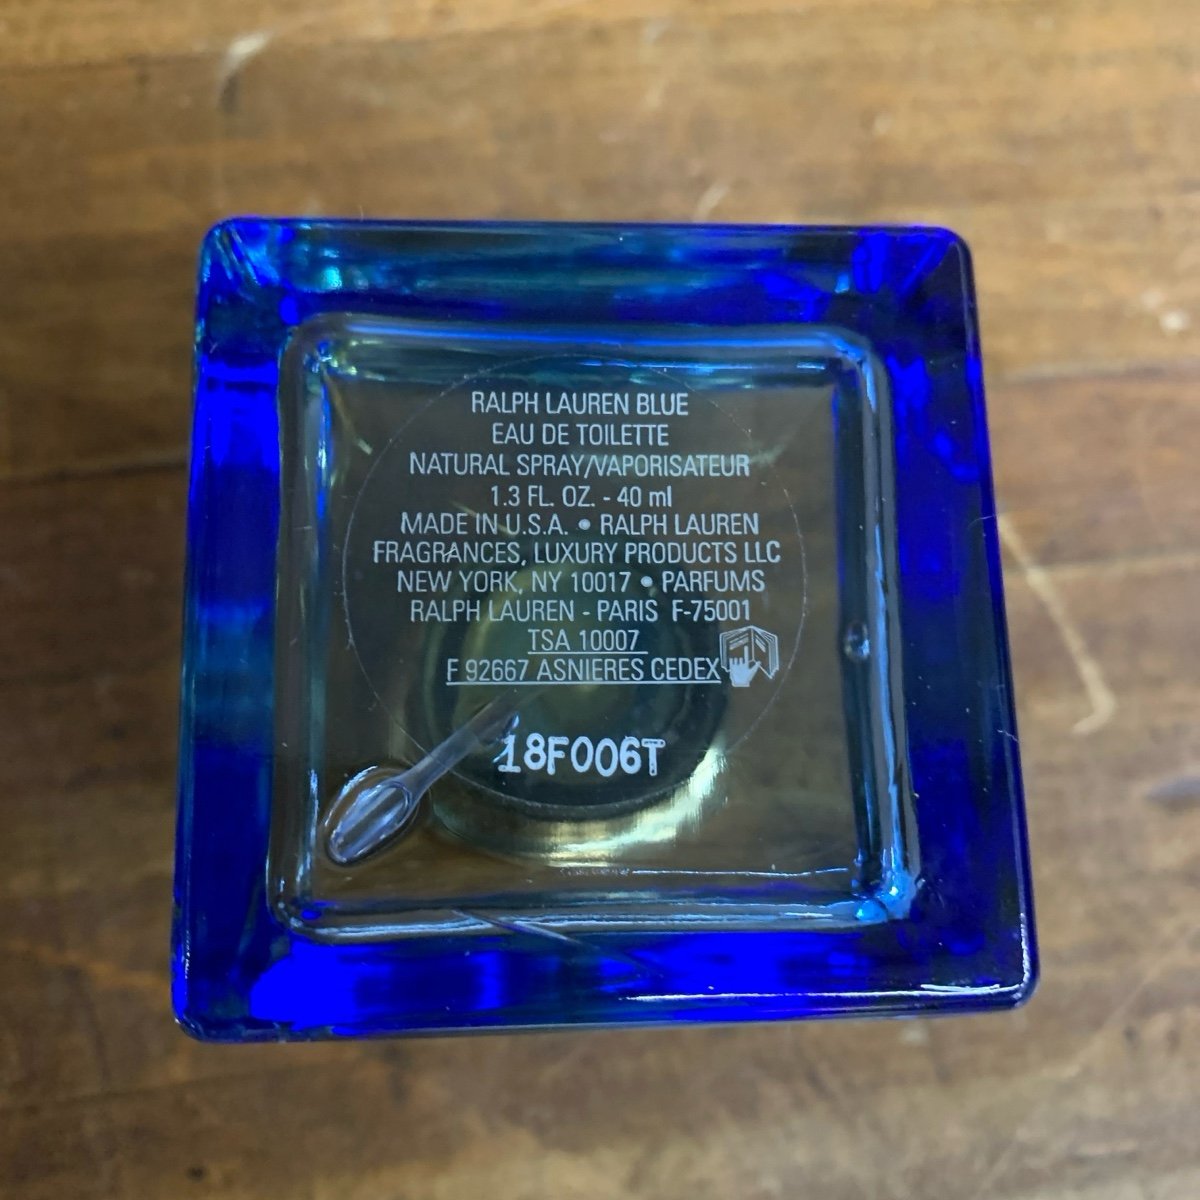 RALPH LAUREN BLUE
EAU DE TOILETTE
NATURAL SPRAY/VAPORISATEUR
1.3 FL. OZ. - 40 ml
MADE IN U.S.A. • RALPH LAUREN
FRAGRANCES, LUXURY PRODUCTS LLC
NEW YORK, NY 10017 • PARFUMS
RALPH LAUREN - PARIS F-75001
TSA 10007
F 92667 ASNIERES CEDEX
18F006T